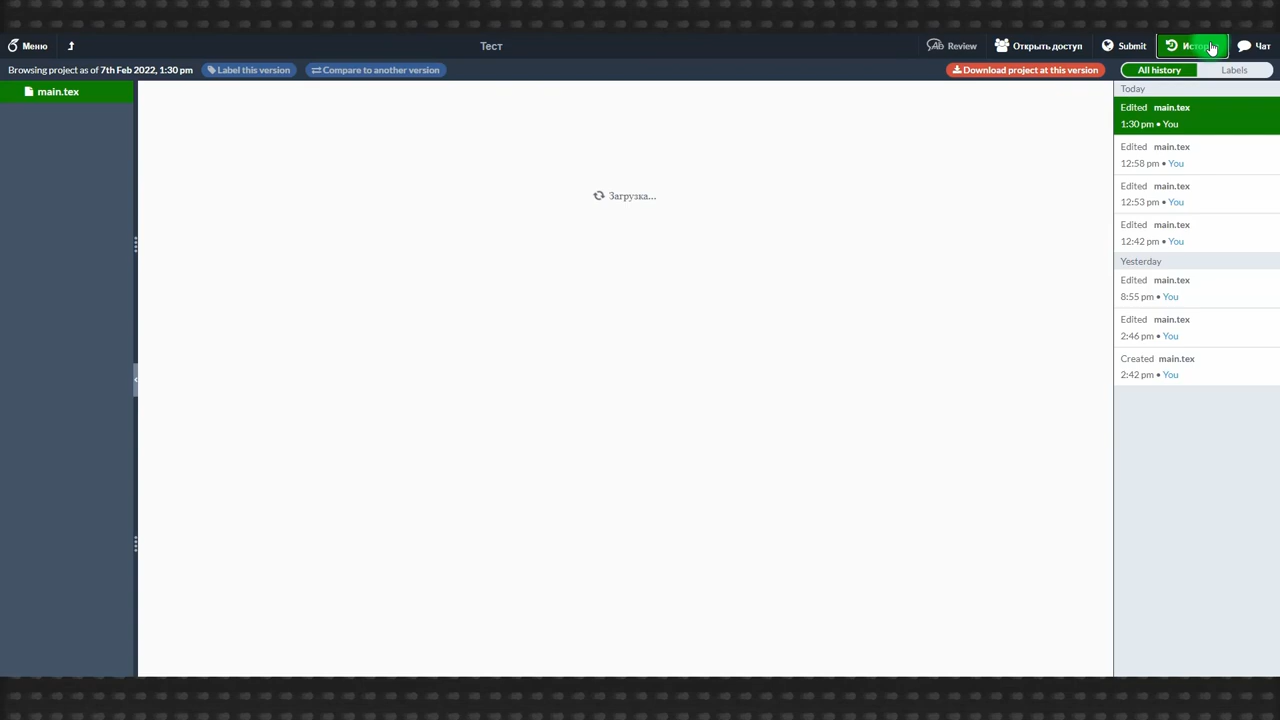 Меню
Тест
Review
Открыть доступ
Submit
Чат
Browsing project as of 7th Feb 2022, 1:30 pm
Label this version
Compare to another version
Download project at this version
All history
Labels
main.tex
Загрузка...
Today
Edited main.tex
1:30 pm • You
Edited main.tex
12:58 pm • You
Edited main.tex
12:53 pm • You
Edited main.tex
12:42 pm • You
Yesterday
Edited main.tex
8:55 pm • You
Edited main.tex
2:46 pm • You
Created main.tex
2:42 pm • You